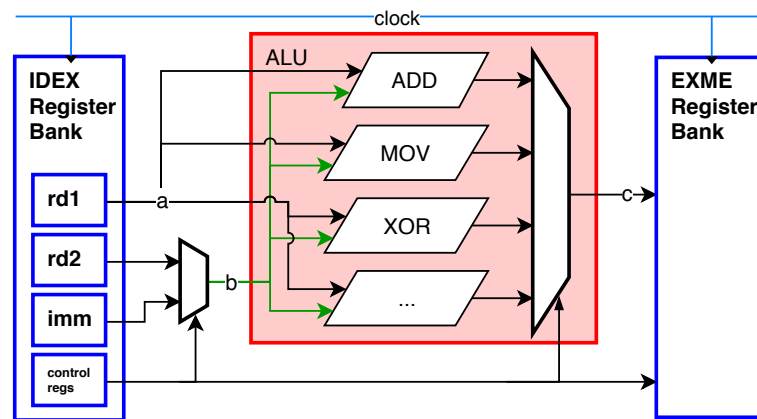 clock
IDEX
Register
Bank
ALU
ADD
EXME
Register
Bank
MOV
rd1
a
c
XOR
rd2
b
imm
...
control
regs